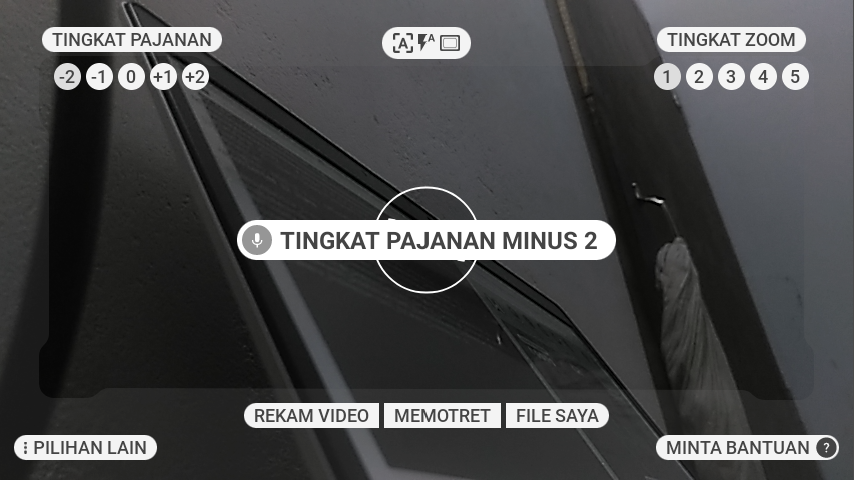 TINGKAT PAJANAN
A
A
TINGKAT ZOOM
-2 -1 0 +1 +2
1 2 3 4 5
TINGKAT PAJANAN MINUS 2
REKAM VIDEO MEMOTRET FILE SAYA
PILIHAN LAIN
MINTA BANTUAN ?